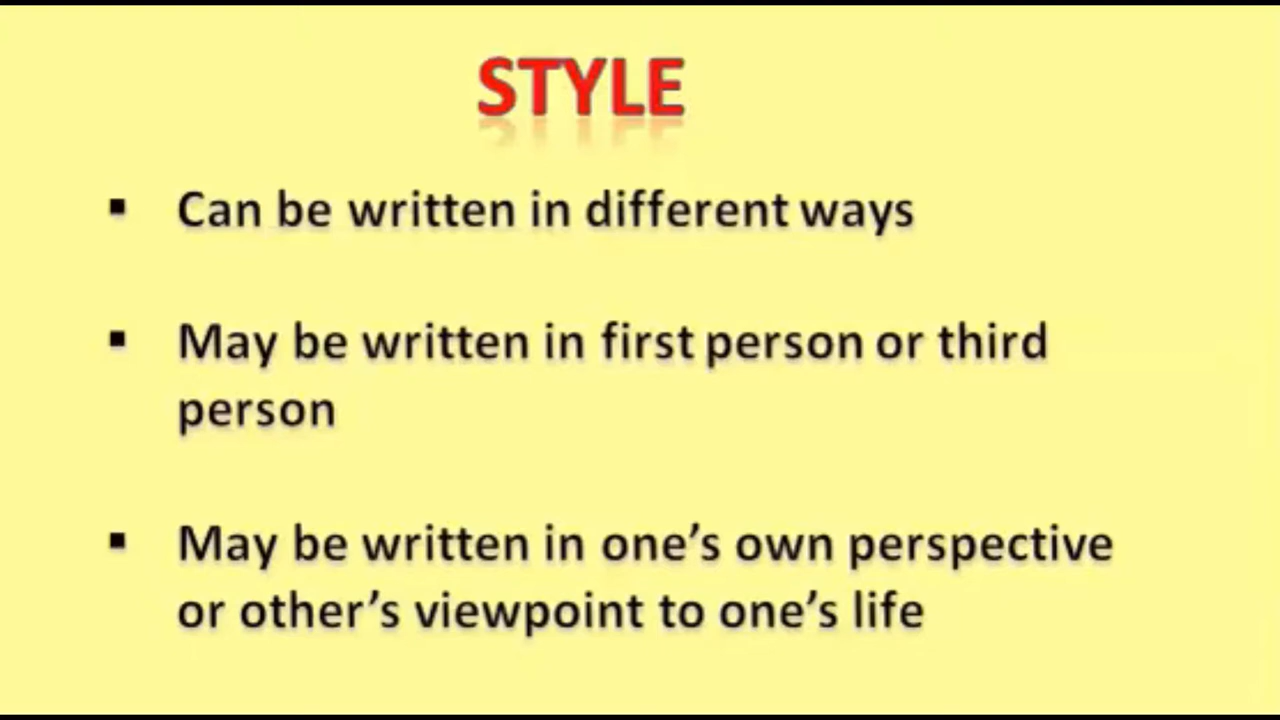 STYLE
▪ Can be written in different ways
▪ May be written in first person or third
person
▪ May be written in one’s own perspective
or other’s viewpoint to one’s life